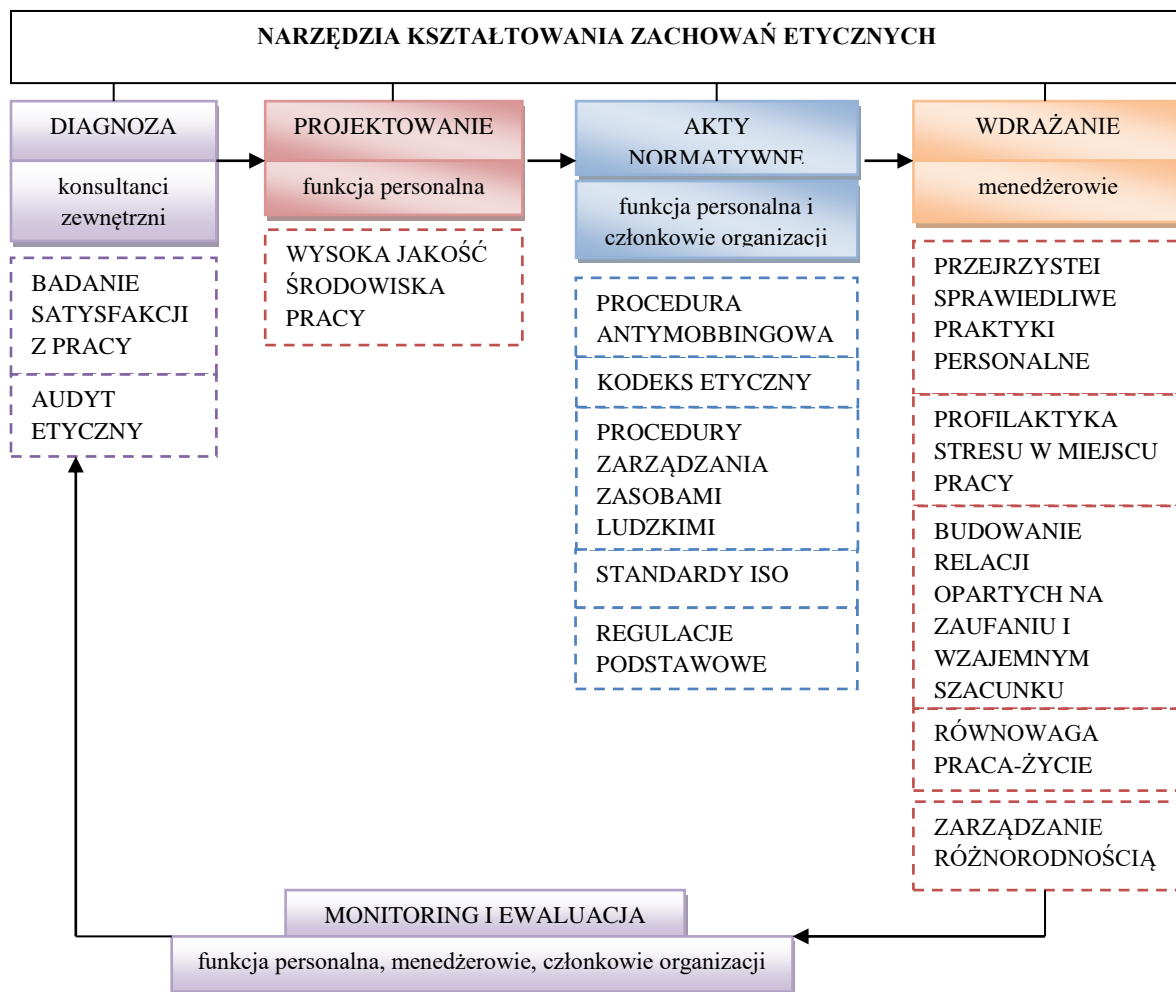 NARZĘDZIA KSZTAŁTOWANIA ZACHOWAŃ ETYCZNYCH
DIAGNOZA
konsultanci
zewnętrzni
BADANIE
SATYSFAKCJI
Z PRACY
AUDYT
ETYCZNY
PROJEKTOWANIE
funkcja personalna
WYSOKA JAKOŚĆ
ŚRODOWISKA
PRACY
AKTY
NORMATYWNE
funkcja personalna i
członkowie organizacji
PROCEDURA
ANTYMOBBINGOWA
KODEKS ETYCZNY
PROCEDURY
ZARZĄDZANIA
ZASOBAMI
LUDZKIMI
STANDARDY ISO
REGULACJE
PODSTAWOWE
WDRAŻANIE
menedżerowie
PRZEJRZYSTEI
SPRAWIEDLIWE
PRAKTYKI
PERSONALNE
PROFILAKTYKA
STRESU W MIEJSCU
PRACY
BUDOWANIE
RELACJI
OPARTYCH NA
ZAUFANIU I
WZAJEMNYM
SZACUNKU
RÓWNOWAGA
PRACA-ŻYCIE
ZARZĄDZANIE
RÓŻNORODNOŚCIĄ
MONITORING I EWALUACJA
funkcja personalna, menedżerowie, członkowie organizacji